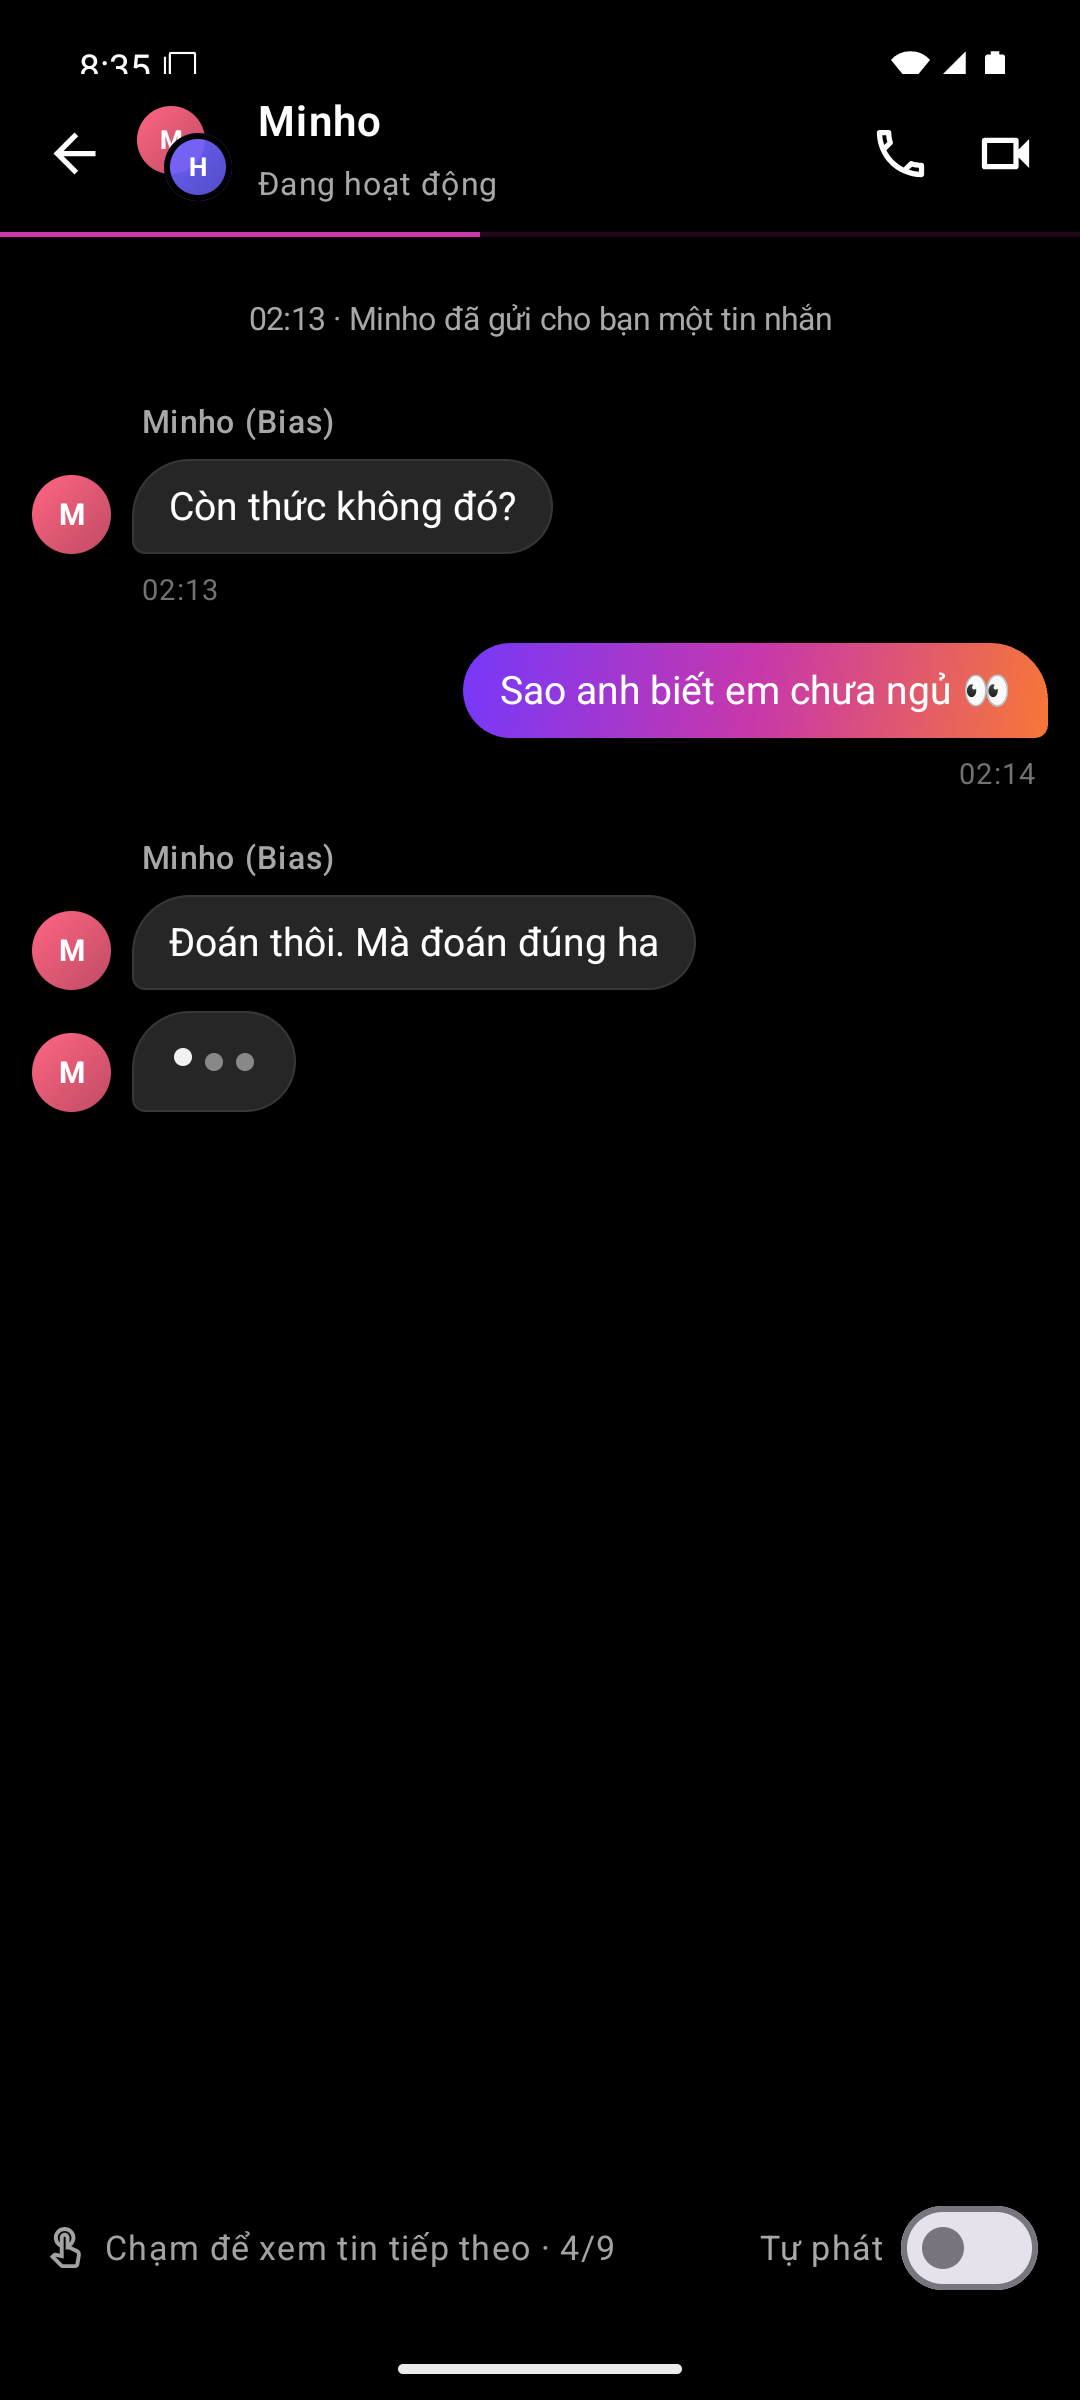 8:35
M
H
Minho
Đang hoạt động
02:13 · Minho đã gửi cho bạn một tin nhắn
Minho (Bias)
M
Còn thức không đó?
02:13
Sao anh biết em chưa ngủ 👀
02:14
Minho (Bias)
M
Đoán thôi. Mà đoán đúng ha
M
Chạm để xem tin tiếp theo · 4/9
Tự phát